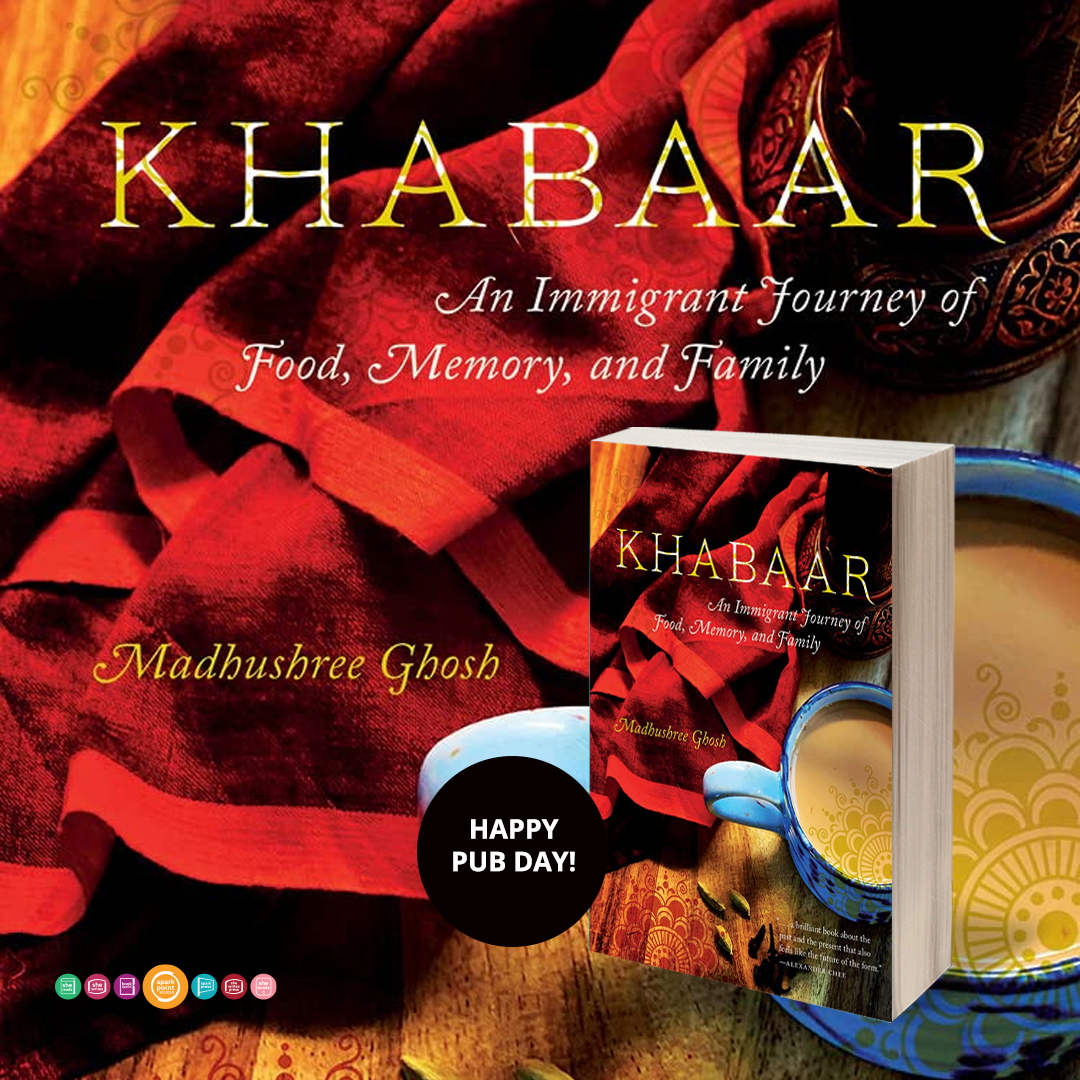 KHABAAR
An Immigrant Journey of
Food, Memory, and Family
Madhushree Ghosh
KHABAAR
An Immigrant Journey of
Food, Memory, and Family
Madhushree Ghosh
HAPPY
PUB DAY!
a brilliant book about the
past and the present that also
feels like the future of the form."
—ALEXANDER CHEE
spark
point